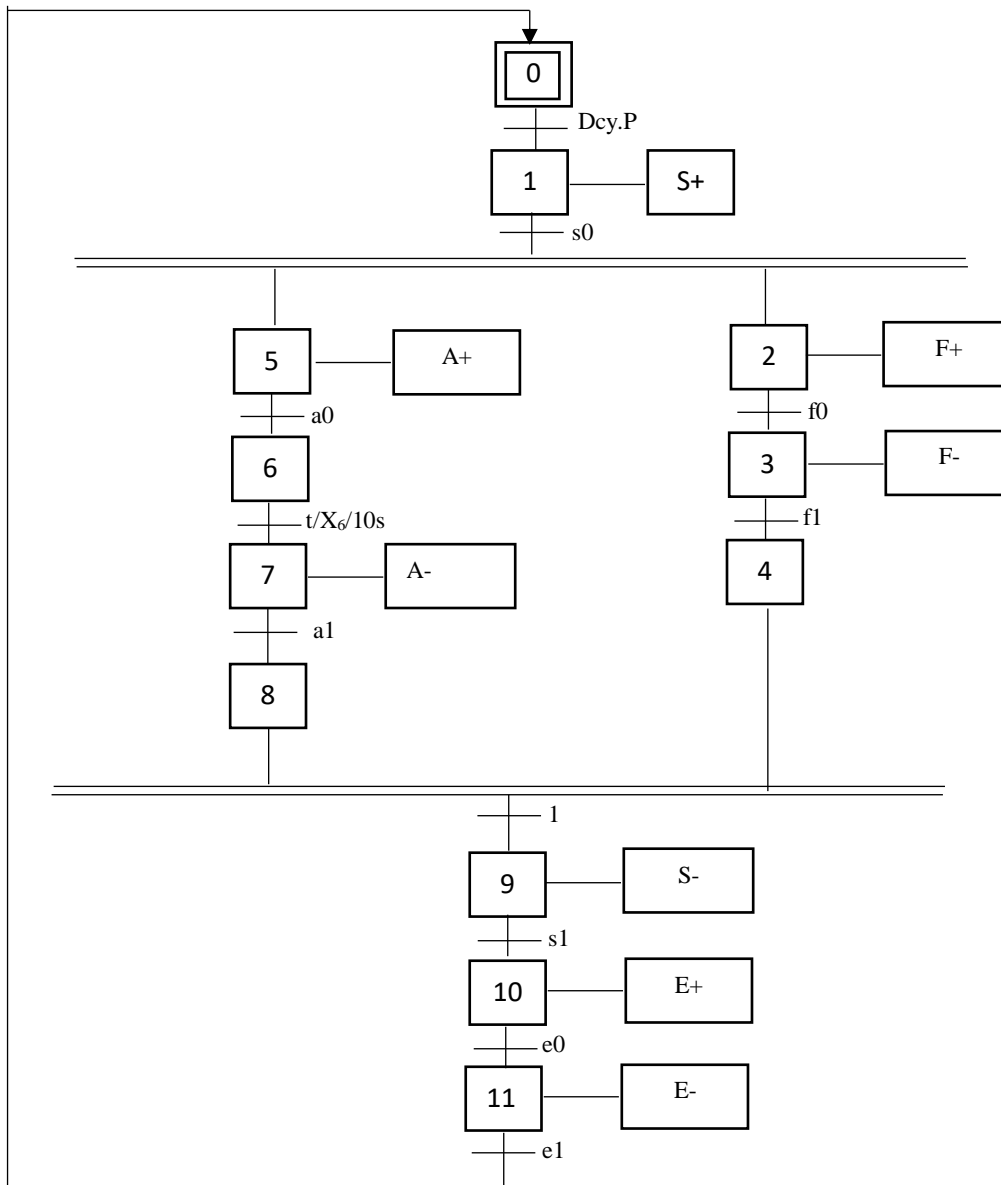 0
Dcy.P
1 S+
s0
5 A+
2 F+
a0
f0
6
3 F-
t/X₆/10s
f1
7 A-
4
a1
8
1
9 S-
s1
10 E+
e0
11 E-
e1